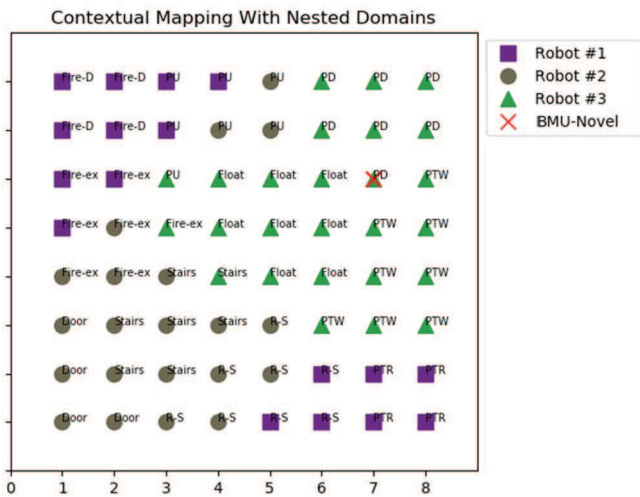 Contextual Mapping With Nested Domains
Fire-D Fire-D PU PU PU PD PD PD
Fire-D Fire-D PU PU PU PD PD PD
Fire-ex Fire-ex PU Float Float Float PD PTW
Fire-ex Fire-ex Fire-ex Float Float Float PTW PTW
Fire-ex Fire-ex Stairs Stairs Float Float PTW PTW
Door Stairs Stairs Stairs R-S PTW PTW PTW
Door Stairs Stairs R-S R-S R-S PTR PTR
Door Door R-S R-S R-S R-S PTR PTR
0 1 2 3 4 5 6 7 8
Robot #1
Robot #2
Robot #3
BMU-Novel